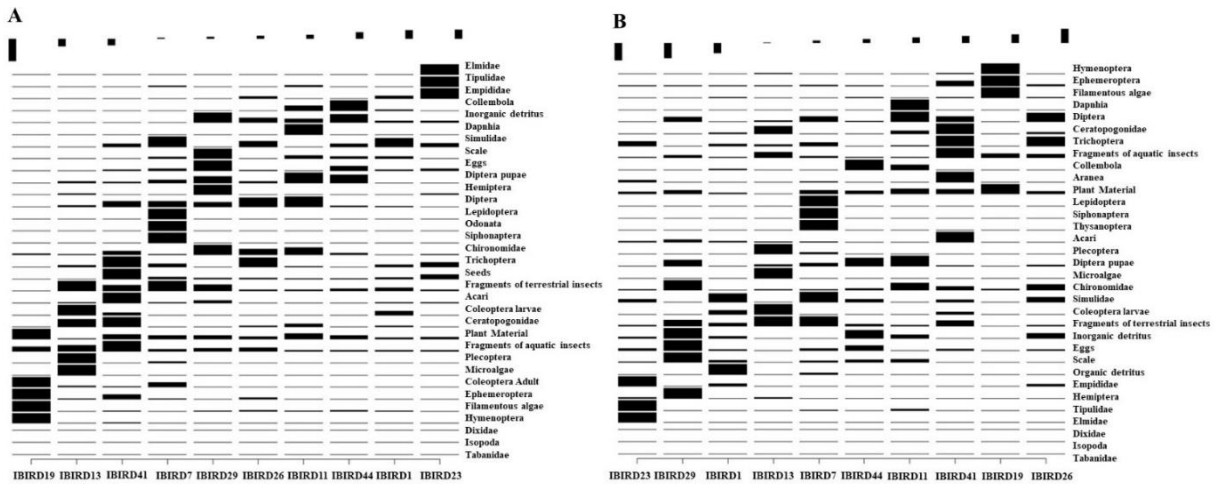 A
Elmidae
Tipulidae
Empididae
Collembola
Inorganic detritus
Dapnhia
Simulidae
Scale
Eggs
Diptera pupae
Hemiptera
Diptera
Lepidoptera
Odonata
Siphonaptera
Chironomidae
Trichoptera
Seeds
Fragments of terrestrial insects
Acari
Coleoptera larvae
Ceratopogonidae
Plant Material
Fragments of aquatic insects
Plecoptera
Microalgae
Coleoptera Adult
Ephemeroptera
Filamentous algae
Hymenoptera
Dixidae
Isopoda
Tabanidae
IBIRD19 IBIRD13 IBIRD41 IBIRD7 IBIRD29 IBIRD26 IBIRD11 IBIRD44 IBIRD1 IBIRD23
B
Hymenoptera
Ephemeroptera
Filamentous algae
Dapnhia
Diptera
Ceratopogonidae
Trichoptera
Fragments of aquatic insects
Collembola
Aranea
Plant Material
Lepidoptera
Siphonaptera
Thysanoptera
Acari
Plecoptera
Diptera pupae
Microalgae
Chironomidae
Simulidae
Coleoptera larvae
Fragments of terrestrial insects
Inorganic detritus
Eggs
Scale
Organic detritus
Empididae
Hemiptera
Tipulidae
Elmidae
Dixidae
Isopoda
Tabanidae
IBIRD23 IBIRD29 IBIRD1 IBIRD13 IBIRD7 IBIRD44 IBIRD11 IBIRD41 IBIRD19 IBIRD26